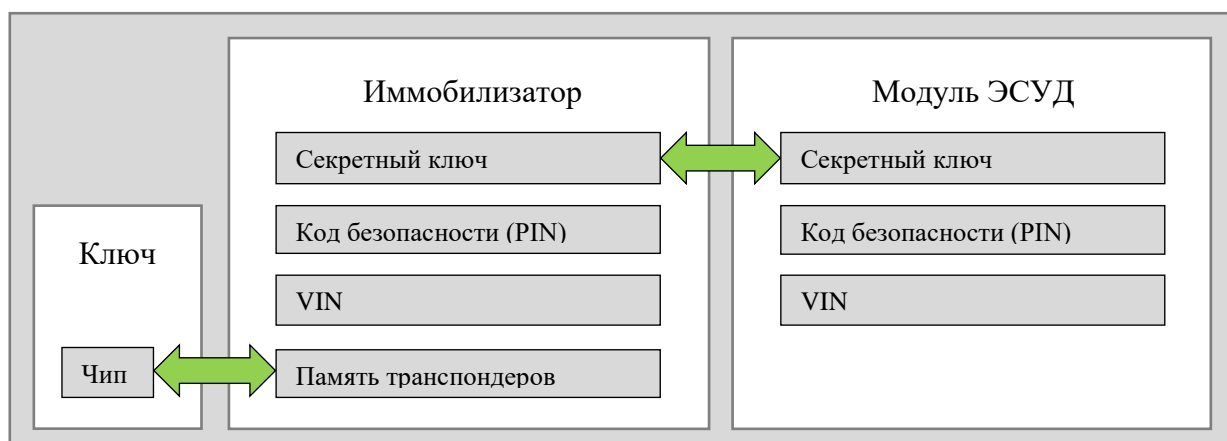 Иммобилизатор
Секретный ключ
Код безопасности (PIN)
VIN
Память транспондеров
Модуль ЭСУД
Секретный ключ
Код безопасности (PIN)
VIN
Ключ
Чип